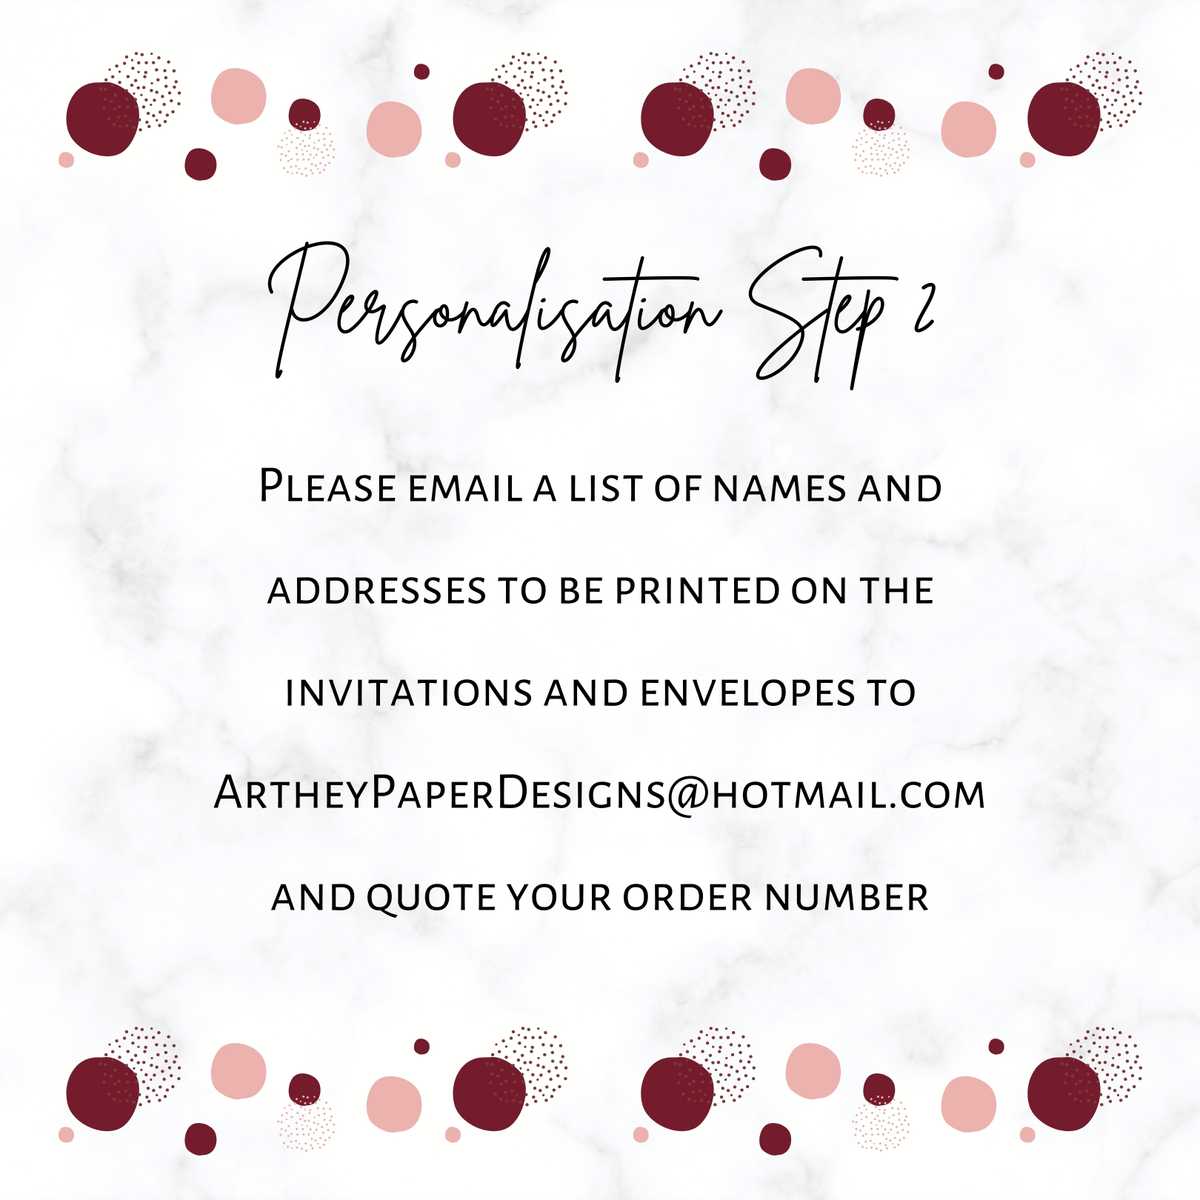 Personalisation Step 2
Please email a list of names and
addresses to be printed on the
invitations and envelopes to
ArtheyPaperDesigns@hotmail.com
and quote your order number